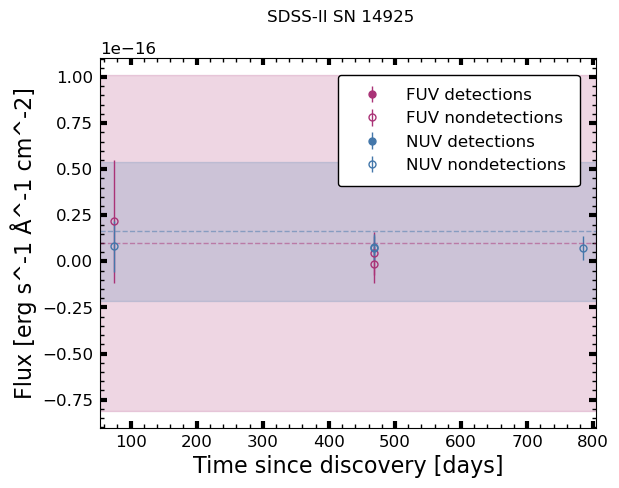 SDSS-II SN 14925
1e−16
1.00
0.75
0.50
0.25
0.00
−0.25
−0.50
−0.75
Flux [erg s^-1 Å^-1 cm^-2]
FUV detections
FUV nondetections
NUV detections
NUV nondetections
100 200 300 400 500 600 700 800
Time since discovery [days]